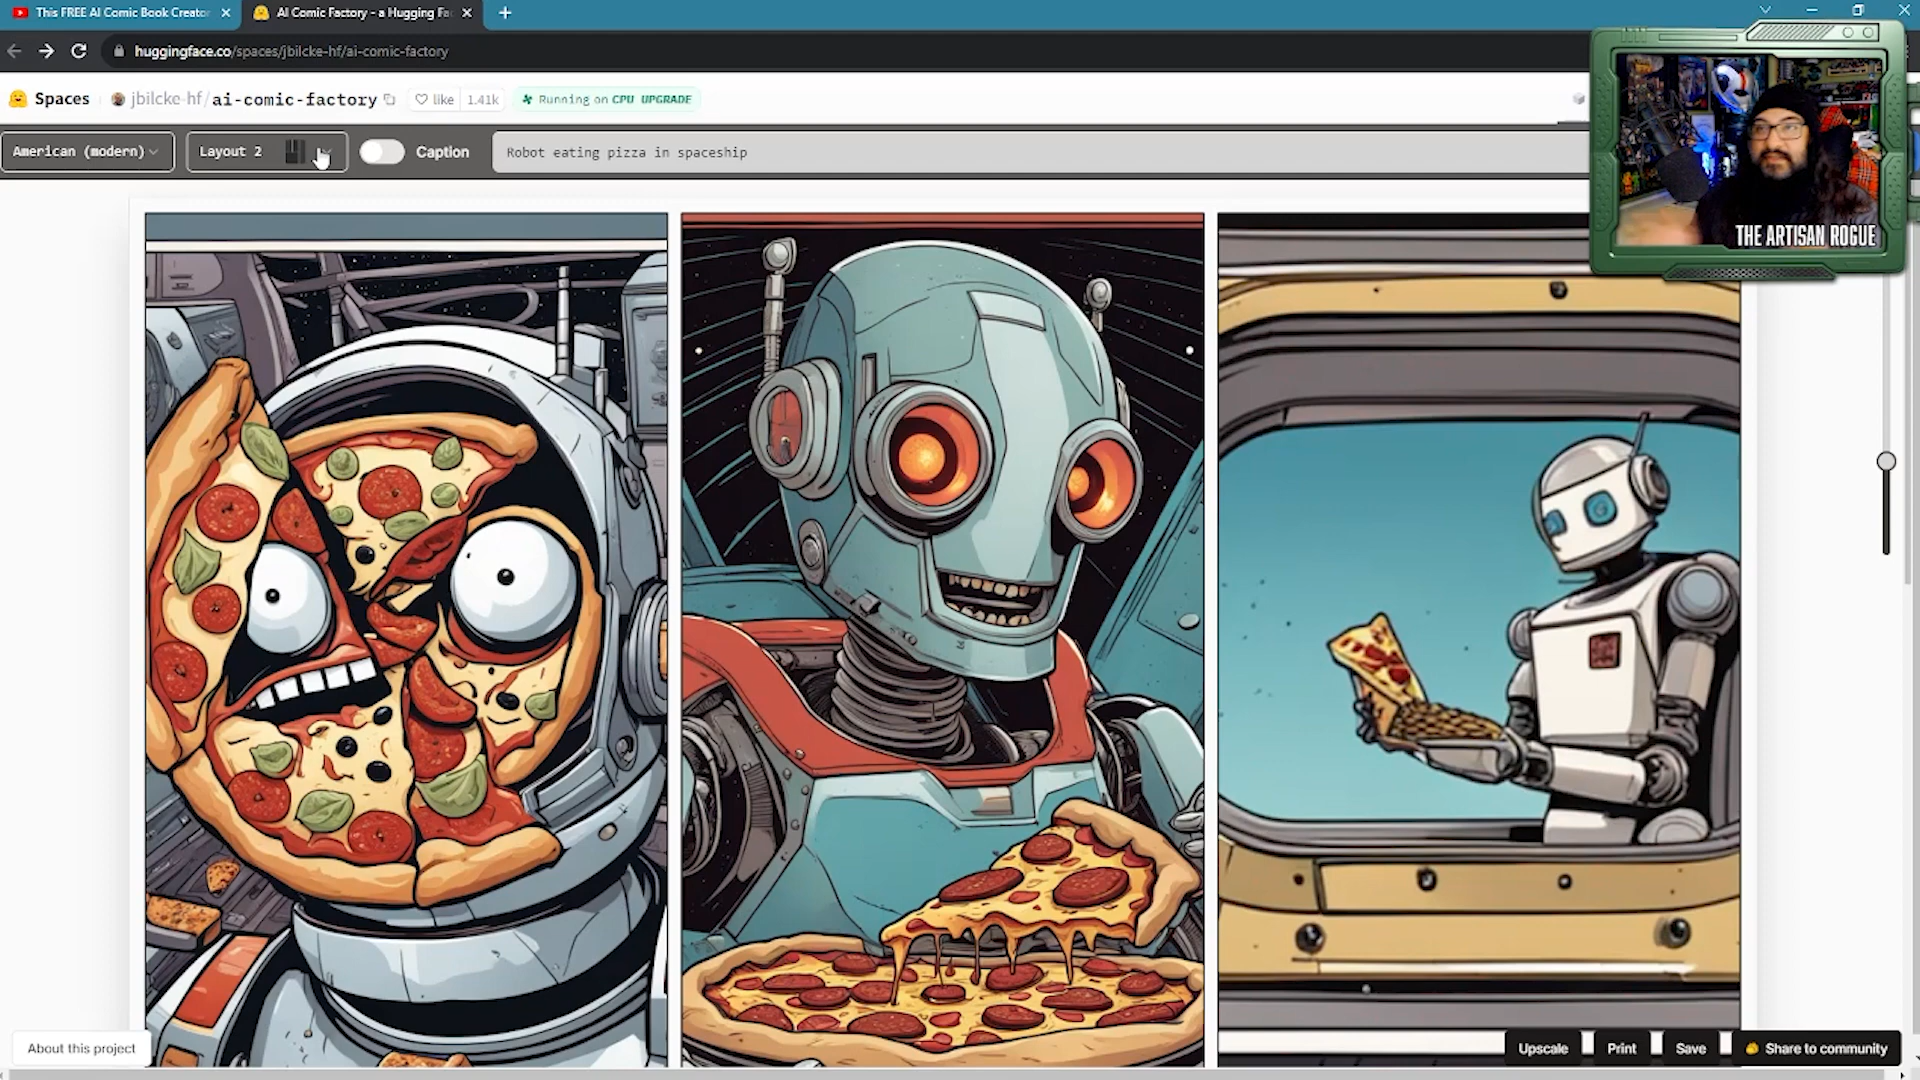 This FREE AI Comic Book Creator
AI Comic Factory - a Hugging Fa
huggingface.co/spaces/jbilcke-hf/ai-comic-factory
Spaces jbilcke-hf/ai-comic-factory like 1.41k Running on CPU UPGRADE
American (modern) Layout 2 Caption Robot eating pizza in spaceship
THE ARTISAN ROGUE
About this project
Upscale Print Save Share to community